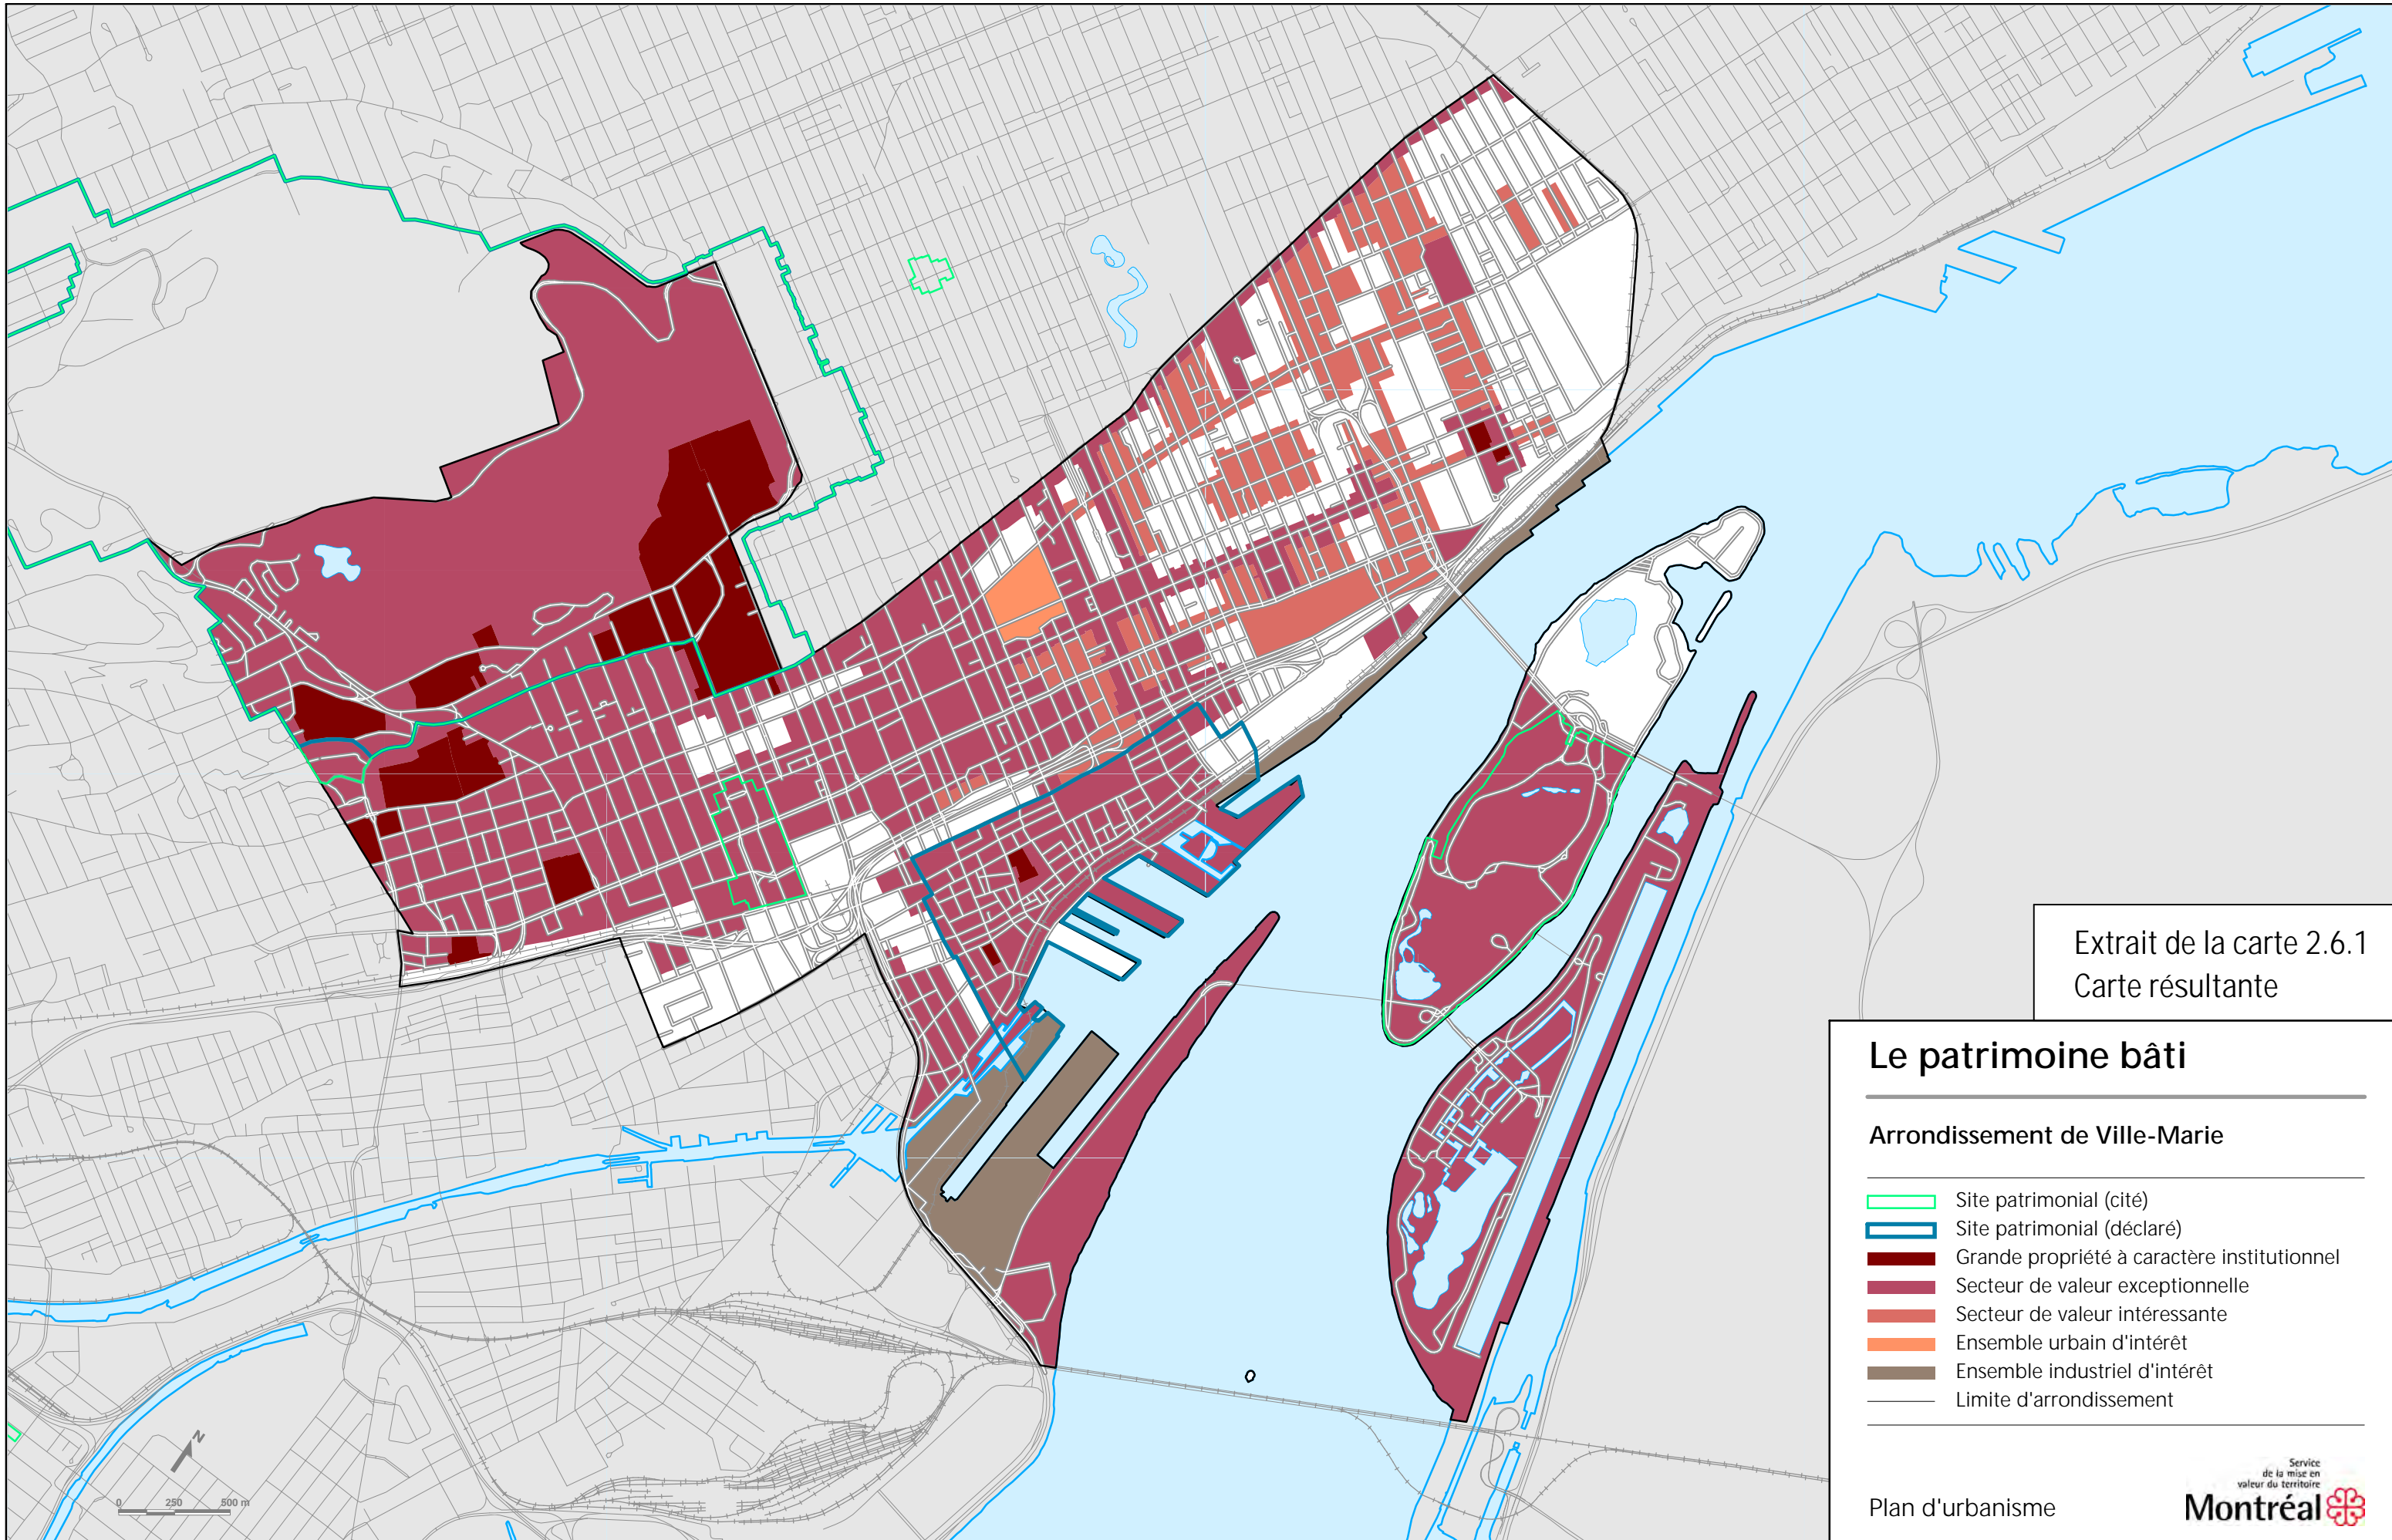 Extrait de la carte 2.6.1
Carte résultante
Le patrimoine bâti
Arrondissement de Ville-Marie
Site patrimonial (cité)
Site patrimonial (déclaré)
Grande propriété à caractère institutionnel
Secteur de valeur exceptionnelle
Secteur de valeur intéressante
Ensemble urbain d'intérêt
Ensemble industriel d'intérêt
Limite d'arrondissement
N
0 250 500 m
Plan d'urbanisme
Service
de la mise en
valeur du territoire
Montréal